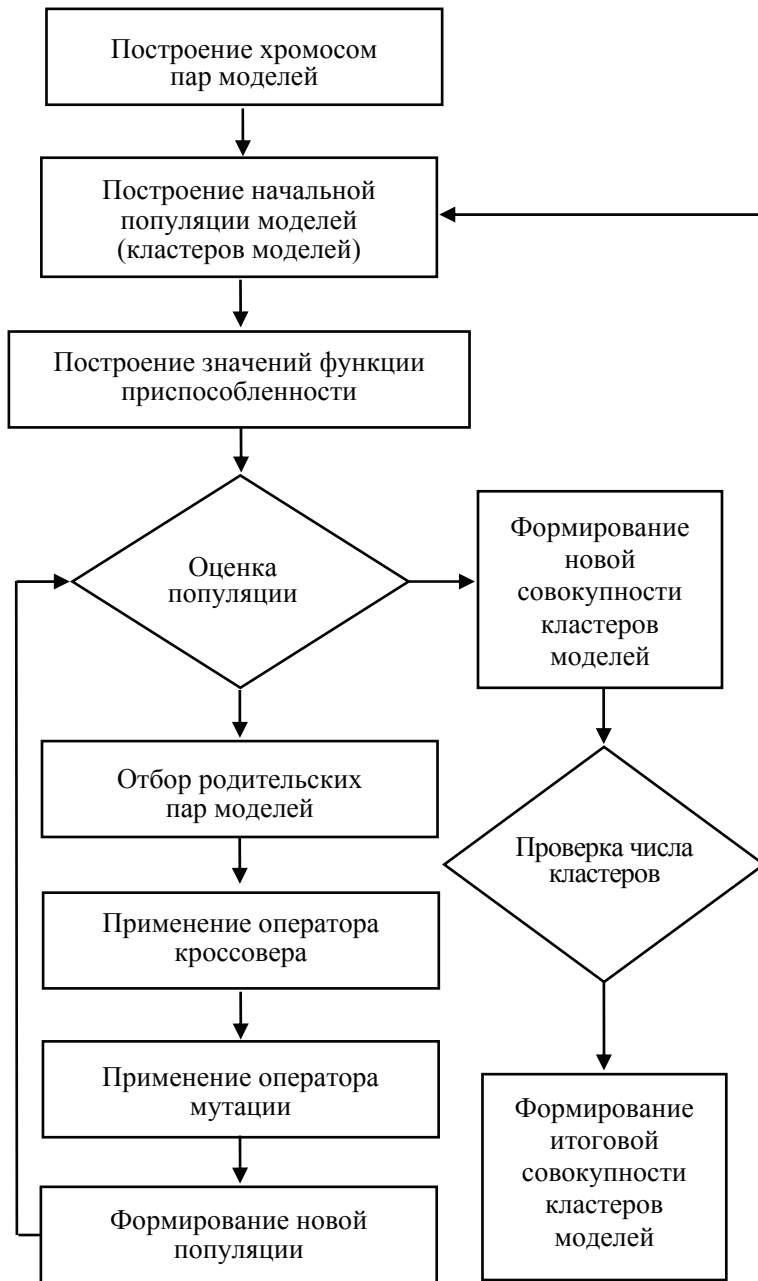 Построение хромосом
пар моделей
Построение начальной
популяции моделей
(кластеров моделей)
Построение значений функции
приспособленности
Оценка
популяции
Формирование
новой
совокупности
кластеров
моделей
Отбор родительских
пар моделей
Проверка числа
кластеров
Применение оператора
кроссовера
Применение оператора
мутации
Формирование новой
популяции
Формирование
итоговой
совокупности
кластеров
моделей